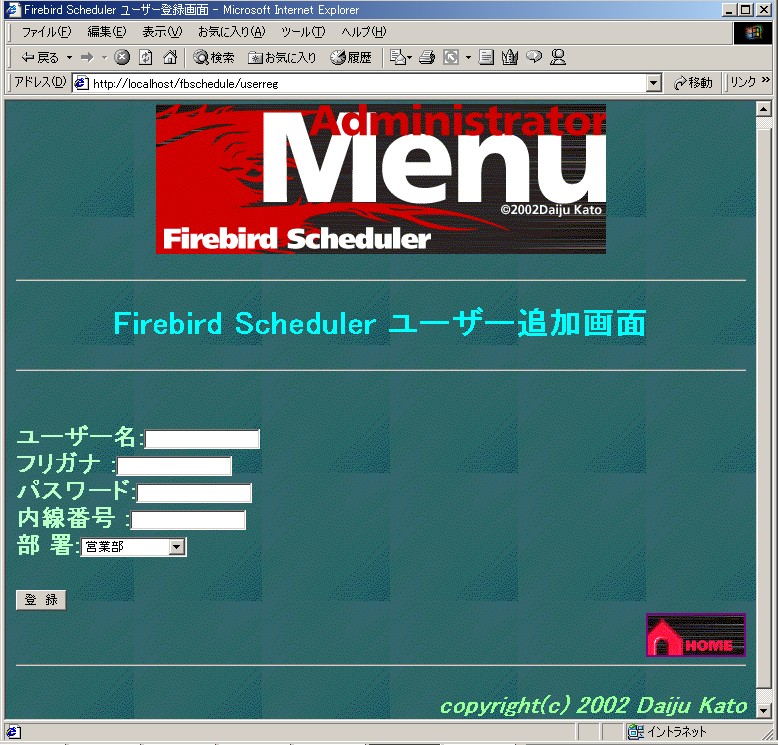 Firebird Scheduler ユーザー登録画面 - Microsoft Internet Explorer
ファイル(F) 編集(E) 表示(V) お気に入り(A) ツール(T) ヘルプ(H)
戻る 検索 お気に入り 履歴
アドレス(D) http://localhost/fbschedule/userreg 移動 リンク »
Administrator
Menu
©2002Daiju Kato
Firebird Scheduler
Firebird Scheduler ユーザー追加画面
ユーザー名:
フリガナ :
パスワード:
内線番号 :
部 署: 営業部
登 録
HOME
copyright(c) 2002 Daiju Kato
イントラネット